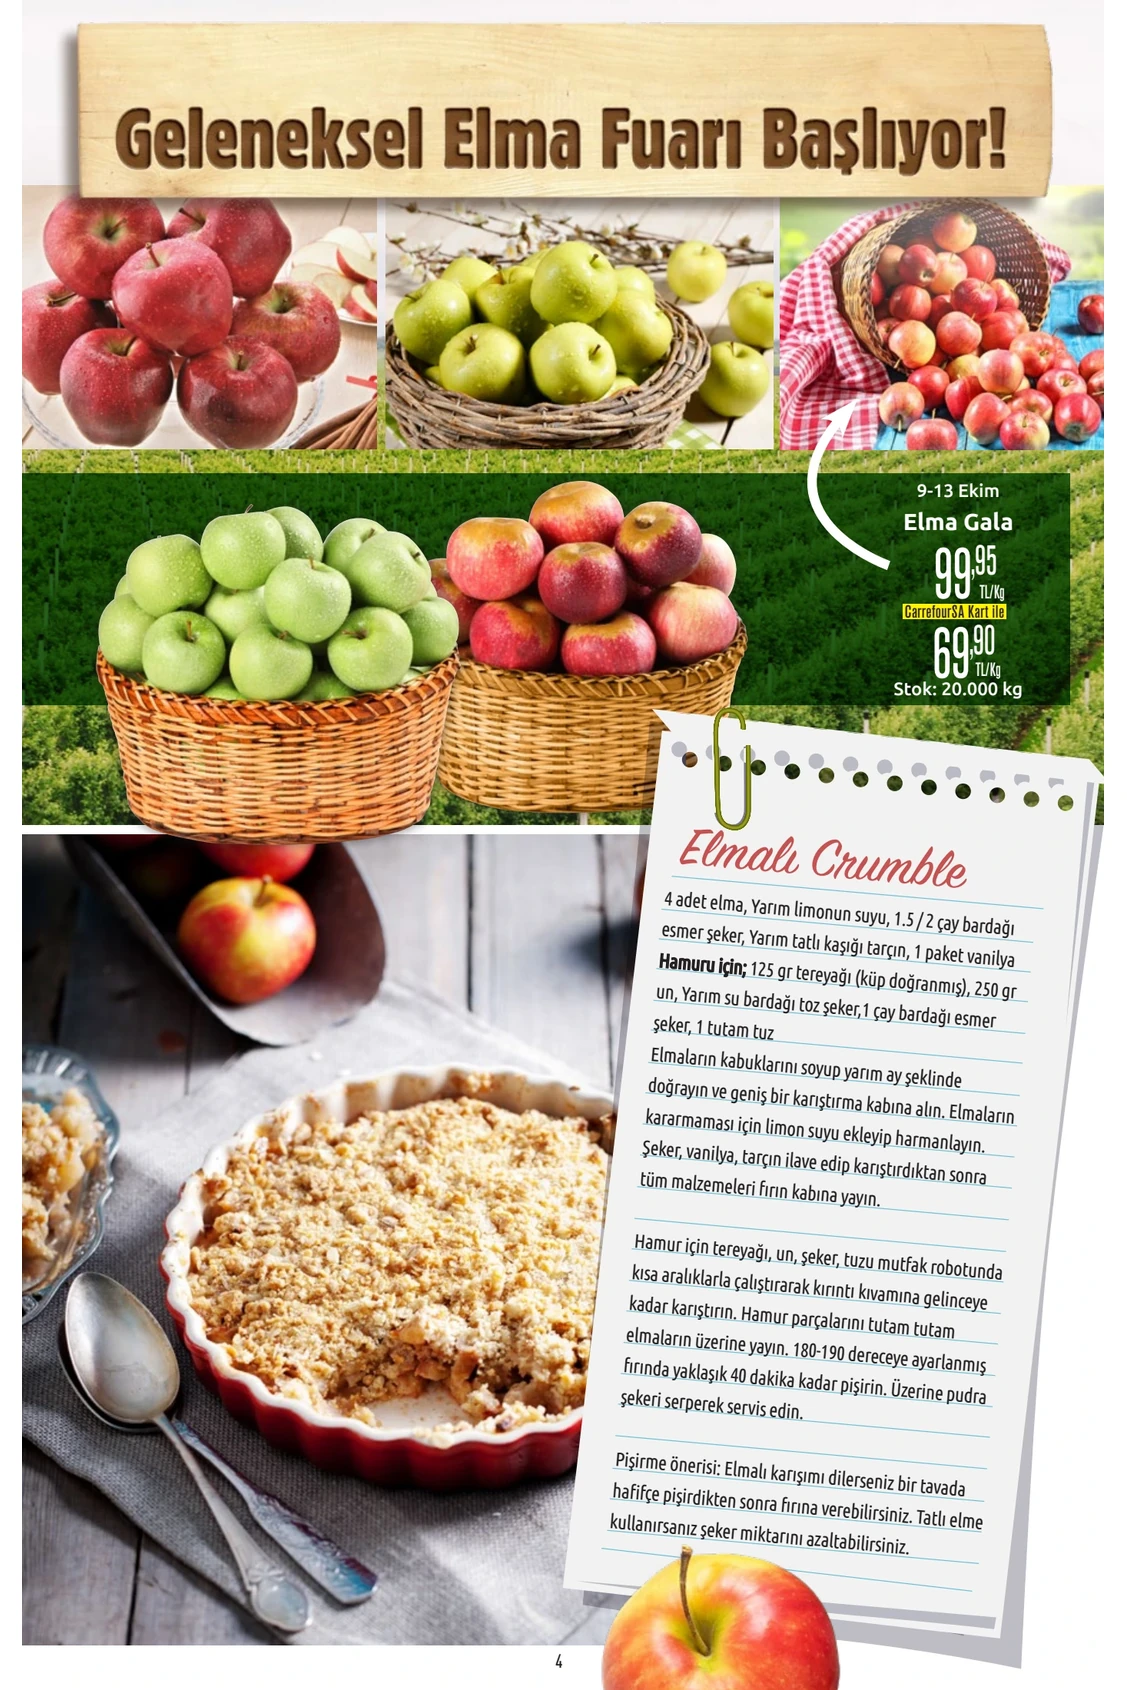 Geleneksel Elma Fuarı Başlıyor!
9-13 Ekim
Elma Gala
99,95
TL/Kg
CarrefourSA Kart ile
69,90
TL/Kg
Stok: 20.000 kg
Elmalı Crumble
4 adet elma, Yarım limonun suyu, 1.5 / 2 çay bardağı
esmer şeker, Yarım tatlı kaşığı tarçın, 1 paket vanilya
Hamuru için; 125 gr tereyağı (küp doğranmış), 250 gr
un, Yarım su bardağı toz şeker,1 çay bardağı esmer
şeker, 1 tutam tuz
Elmaların kabuklarını soyup yarım ay şeklinde
doğrayın ve geniş bir karıştırma kabına alın. Elmaların
kararmaması için limon suyu ekleyip harmanlayın.
Şeker, vanilya, tarçın ilave edip karıştırdıktan sonra
tüm malzemeleri fırın kabına yayın.
Hamur için tereyağı, un, şeker, tuzu mutfak robotunda
kısa aralıklarla çalıştırarak kırıntı kıvamına gelinceye
kadar karıştırın. Hamur parçalarını tutam tutam
elmaların üzerine yayın. 180-190 dereceye ayarlanmış
fırında yaklaşık 40 dakika kadar pişirin. Üzerine pudra
şekeri serperek servis edin.
Pişirme önerisi: Elmalı karışımı dilerseniz bir tavada
hafifçe pişirdikten sonra fırına verebilirsiniz. Tatlı elme
kullanırsanız şeker miktarını azaltabilirsiniz.
4